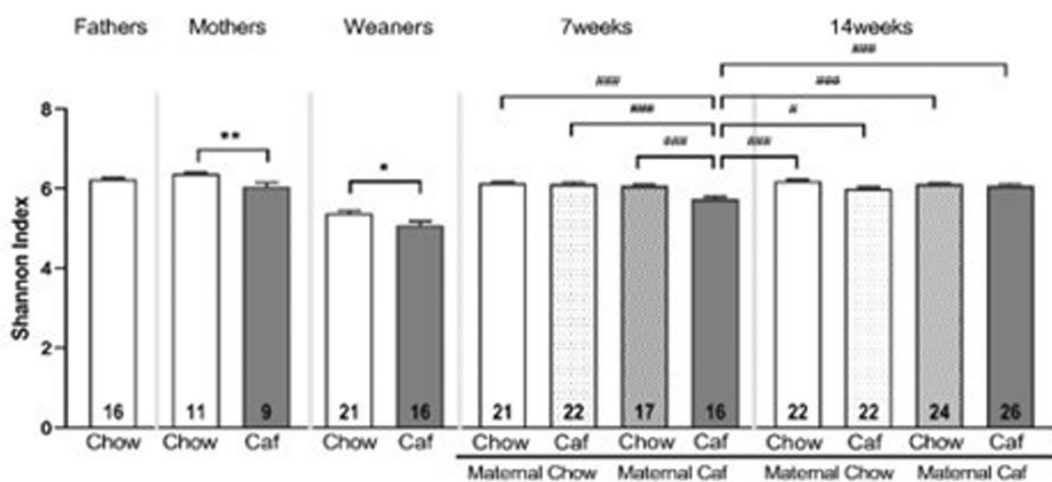 Fathers Mothers Weaners 7weeks 14weeks
###
### ###
### #
** ### ###
*
8
6
4
2
0
Shannon Index
16 11 9 21 16 21 22 17 16 22 22 24 26
Chow Chow Caf Chow Caf Chow Caf Chow Caf Chow Caf Chow Caf
Maternal Chow Maternal Caf Maternal Chow Maternal Caf